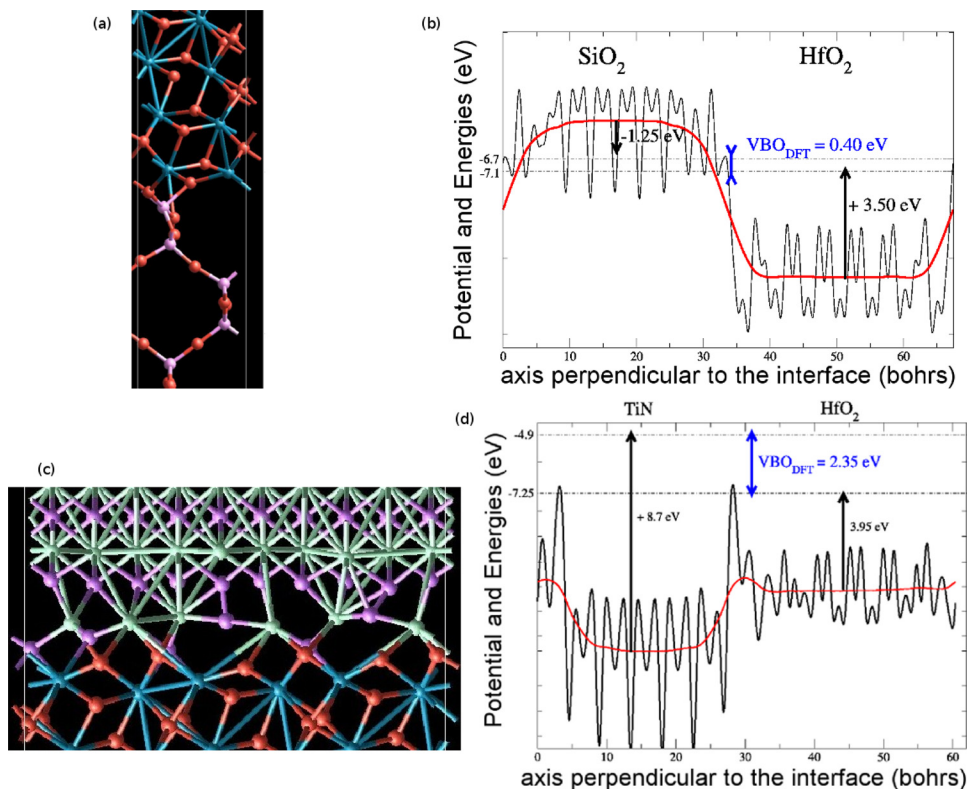 (a)
(b)
SiO₂ HfO₂
-1.25 eV
VBO_DFT = 0.40 eV
-6.7
-7.1
+ 3.50 eV
Potential and Energies (eV)
0 10 20 30 40 50 60
axis perpendicular to the interface (bohrs)
(c)
(d)
TiN HfO₂
-4.9
VBO_DFT = 2.35 eV
-7.25
+ 8.7 eV
3.95 eV
Potential and Energies (eV)
0 10 20 30 40 50 60
axis perpendicular to the interface (bohrs)